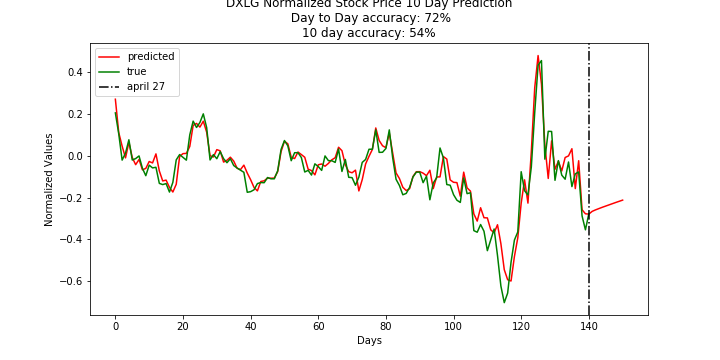 DXLG Normalized Stock Price 10 Day Prediction
Day to Day accuracy: 72%
10 day accuracy: 54%
predicted
true
april 27
Normalized Values
0.4
0.2
0.0
−0.2
−0.4
−0.6
0
20
40
60
80
100
120
140
Days